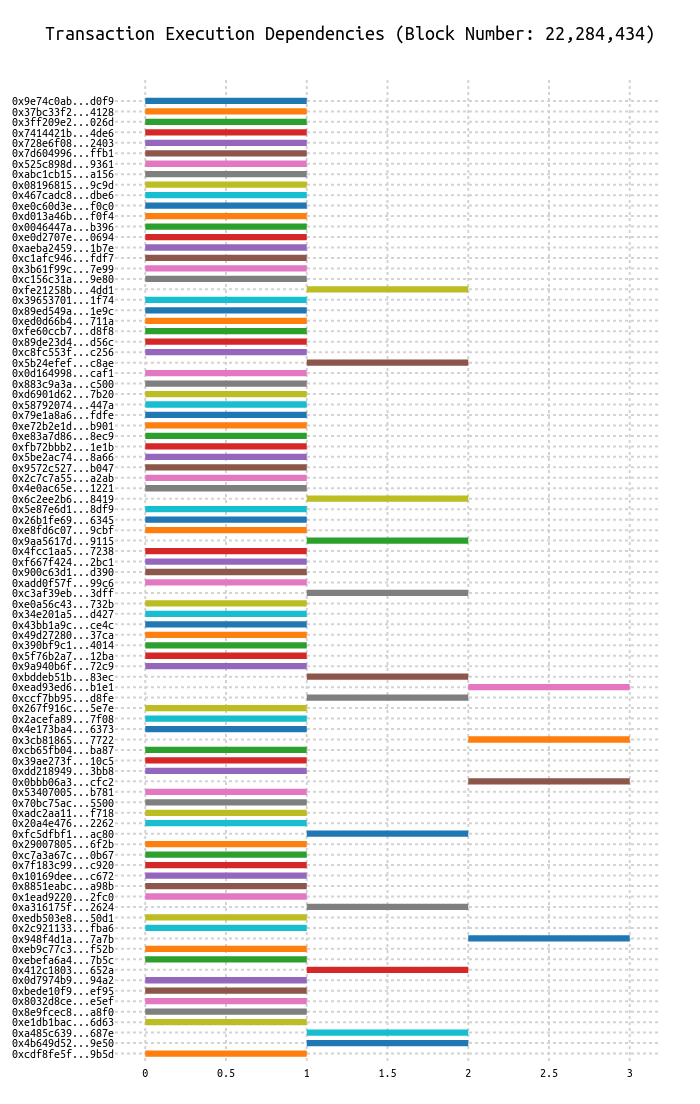 Transaction Execution Dependencies (Block Number: 22,284,434)
0x9e74c0ab...d0f9
0x37bc33f2...4128
0x3ff209e2...026d
0x7414421b...4de6
0x728e6f08...2403
0x7d604996...ffb1
0x525c898d...9361
0xabc1cb15...a156
0x08196815...9c9d
0x467cadc8...dbe6
0xe0c60d3e...f0c0
0xd013a46b...f0f4
0x0046447a...b396
0xe0d2707e...0694
0xaeba2459...1b7e
0xc1afc946...fdf7
0x3b61f99c...7e99
0xc156c31a...9e80
0xfe21258b...4dd1
0x39653701...1f74
0x89ed549a...1e9c
0xed0d66b4...711a
0xfe60ccb7...d8f8
0x89de23d4...d56c
0xc8fc553f...c256
0x5b24efef...c8ae
0x0d164998...caf1
0x883c9a3a...c500
0xd6901d62...7b20
0x58792074...447a
0x79e1a8a6...fdfe
0xe72b2e1d...b901
0xe83a7d86...8ec9
0xfb72bbb2...1e1b
0x5be2ac74...8a66
0x9572c527...b047
0x2c7c7a55...a2ab
0x4e0ac65e...1221
0x6c2ee2b6...8419
0x5e87e6d1...8df9
0x26b1fe69...6345
0xe8fd6c07...9cbf
0x9aa5617d...9115
0x4fcc1aa5...7238
0xf667f424...2bc1
0x900c63d1...d390
0xadd0f57f...99c6
0xc3af39eb...3dff
0xe0a56c43...732b
0x34e201a5...d427
0x43bb1a9c...ce4c
0x49d27280...37ca
0x390bf9c1...4014
0x5f76b2a7...12ba
0x9a940b6f...72c9
0xbddeb51b...83ec
0xead93ed6...b1e1
0xccf7bb95...d8fe
0x267f916c...5e7e
0x2acefa89...7f08
0x4e173ba4...6373
0x3cb81865...7722
0xcb65fb04...ba87
0x39ae273f...10c5
0xdd218949...3bb8
0x0bbb06a3...cfc2
0x53407005...b781
0x70bc75ac...5500
0xadc2aa11...f718
0x20a4e476...2262
0xfc5dfbf1...ac80
0x29007805...6f2b
0xc7a3a67c...0b67
0x7f183c99...c920
0x10169dee...c672
0x8851eabc...a98b
0x1ead9220...2fc0
0xa316175f...2624
0xedb503e8...50d1
0x2c921133...fba6
0x948f4d1a...7a7b
0xeb9c77c3...f52b
0xebefa6a4...7b5c
0x412c1803...652a
0x0d7974b9...94a2
0xbede10f9...ef95
0x8032d8ce...e5ef
0x8e9fcec8...a8f0
0xe1db1bac...6d63
0xa485c639...687e
0x4b649d52...9e50
0xcdf8fe5f...9b5d
0 0.5 1 1.5 2 2.5 3